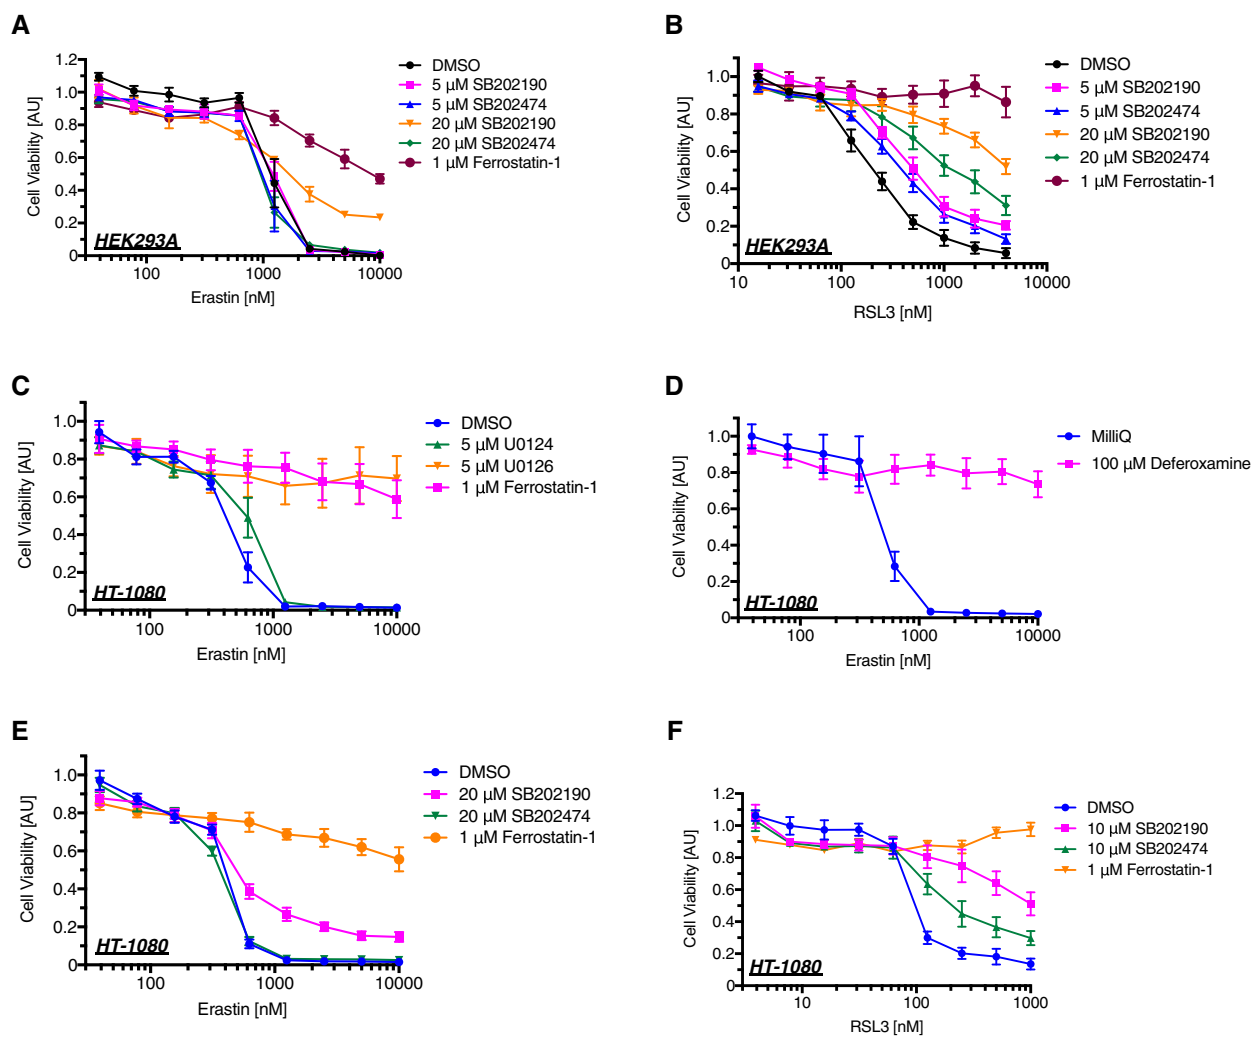 A
1.2
1.0
0.8
0.6
0.4
0.2
0
Cell Viability [AU]
HEK293A
100
1000
10000
Erastin [nM]
DMSO
5 µM SB202190
5 µM SB202474
20 µM SB202190
20 µM SB202474
1 µM Ferrostatin-1
B
1.0
0.8
0.6
0.4
0.2
0
Cell Viability [AU]
HEK293A
10
100
1000
10000
RSL3 [nM]
DMSO
5 µM SB202190
5 µM SB202474
20 µM SB202190
20 µM SB202474
1 µM Ferrostatin-1
C
1.0
0.8
0.6
0.4
0.2
0
Cell Viability [AU]
HT-1080
100
1000
10000
Erastin [nM]
DMSO
5 µM U0124
5 µM U0126
1 µM Ferrostatin-1
D
1.0
0.8
0.6
0.4
0.2
0
Cell Viability [AU]
HT-1080
100
1000
10000
Erastin [nM]
MilliQ
100 µM Deferoxamine
E
1.0
0.8
0.6
0.4
0.2
0
Cell Viability [AU]
HT-1080
100
1000
10000
Erastin [nM]
DMSO
20 µM SB202190
20 µM SB202474
1 µM Ferrostatin-1
F
1.2
1.0
0.8
0.6
0.4
0.2
0
Cell Viability [AU]
HT-1080
10
100
1000
RSL3 [nM]
DMSO
10 µM SB202190
10 µM SB202474
1 µM Ferrostatin-1